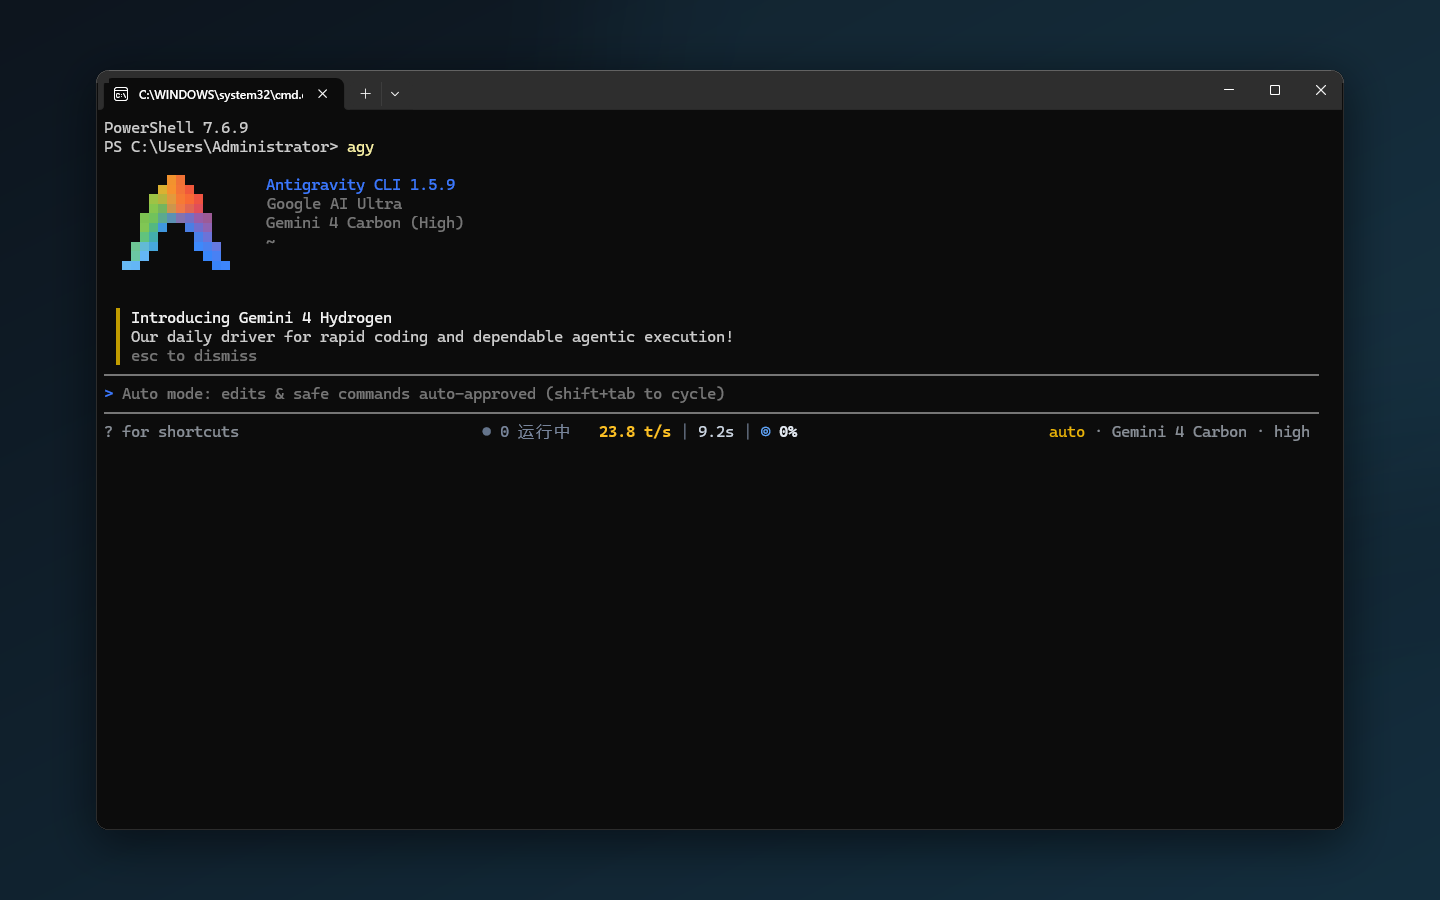 C:\WINDOWS\system32\cmd.
PowerShell 7.6.9
PS C:\Users\Administrator> agy
Antigravity CLI 1.5.9
Google AI Ultra
Gemini 4 Carbon (High)
~
Introducing Gemini 4 Hydrogen
Our daily driver for rapid coding and dependable agentic execution!
esc to dismiss
> Auto mode: edits & safe commands auto-approved (shift+tab to cycle)
? for shortcuts ● 0 运行中 23.8 t/s | 9.2s | ◎ 0% auto · Gemini 4 Carbon · high